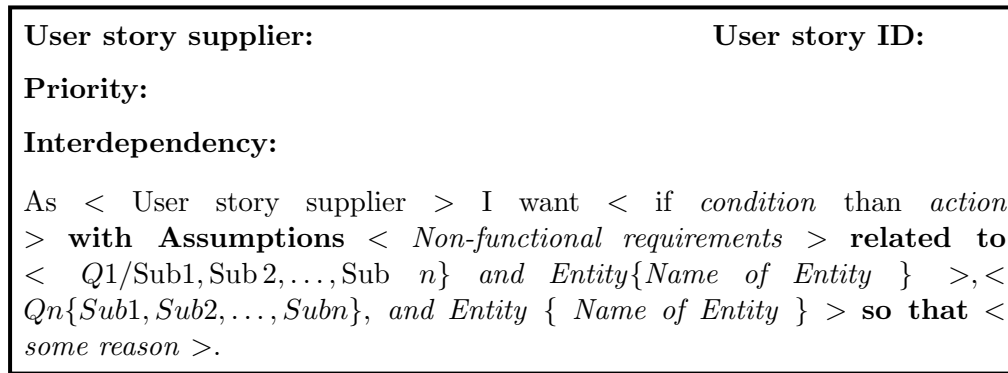 User story supplier: User story ID:
Priority:
Interdependency:
As < User story supplier > I want < if condition than action
> with Assumptions < Non-functional requirements > related to
< Q1/Sub1, Sub 2, . . . , Sub n} and Entity{Name of Entity } >,<
Qn{Sub1, Sub2, . . . , Subn}, and Entity { Name of Entity } > so that <
some reason >.